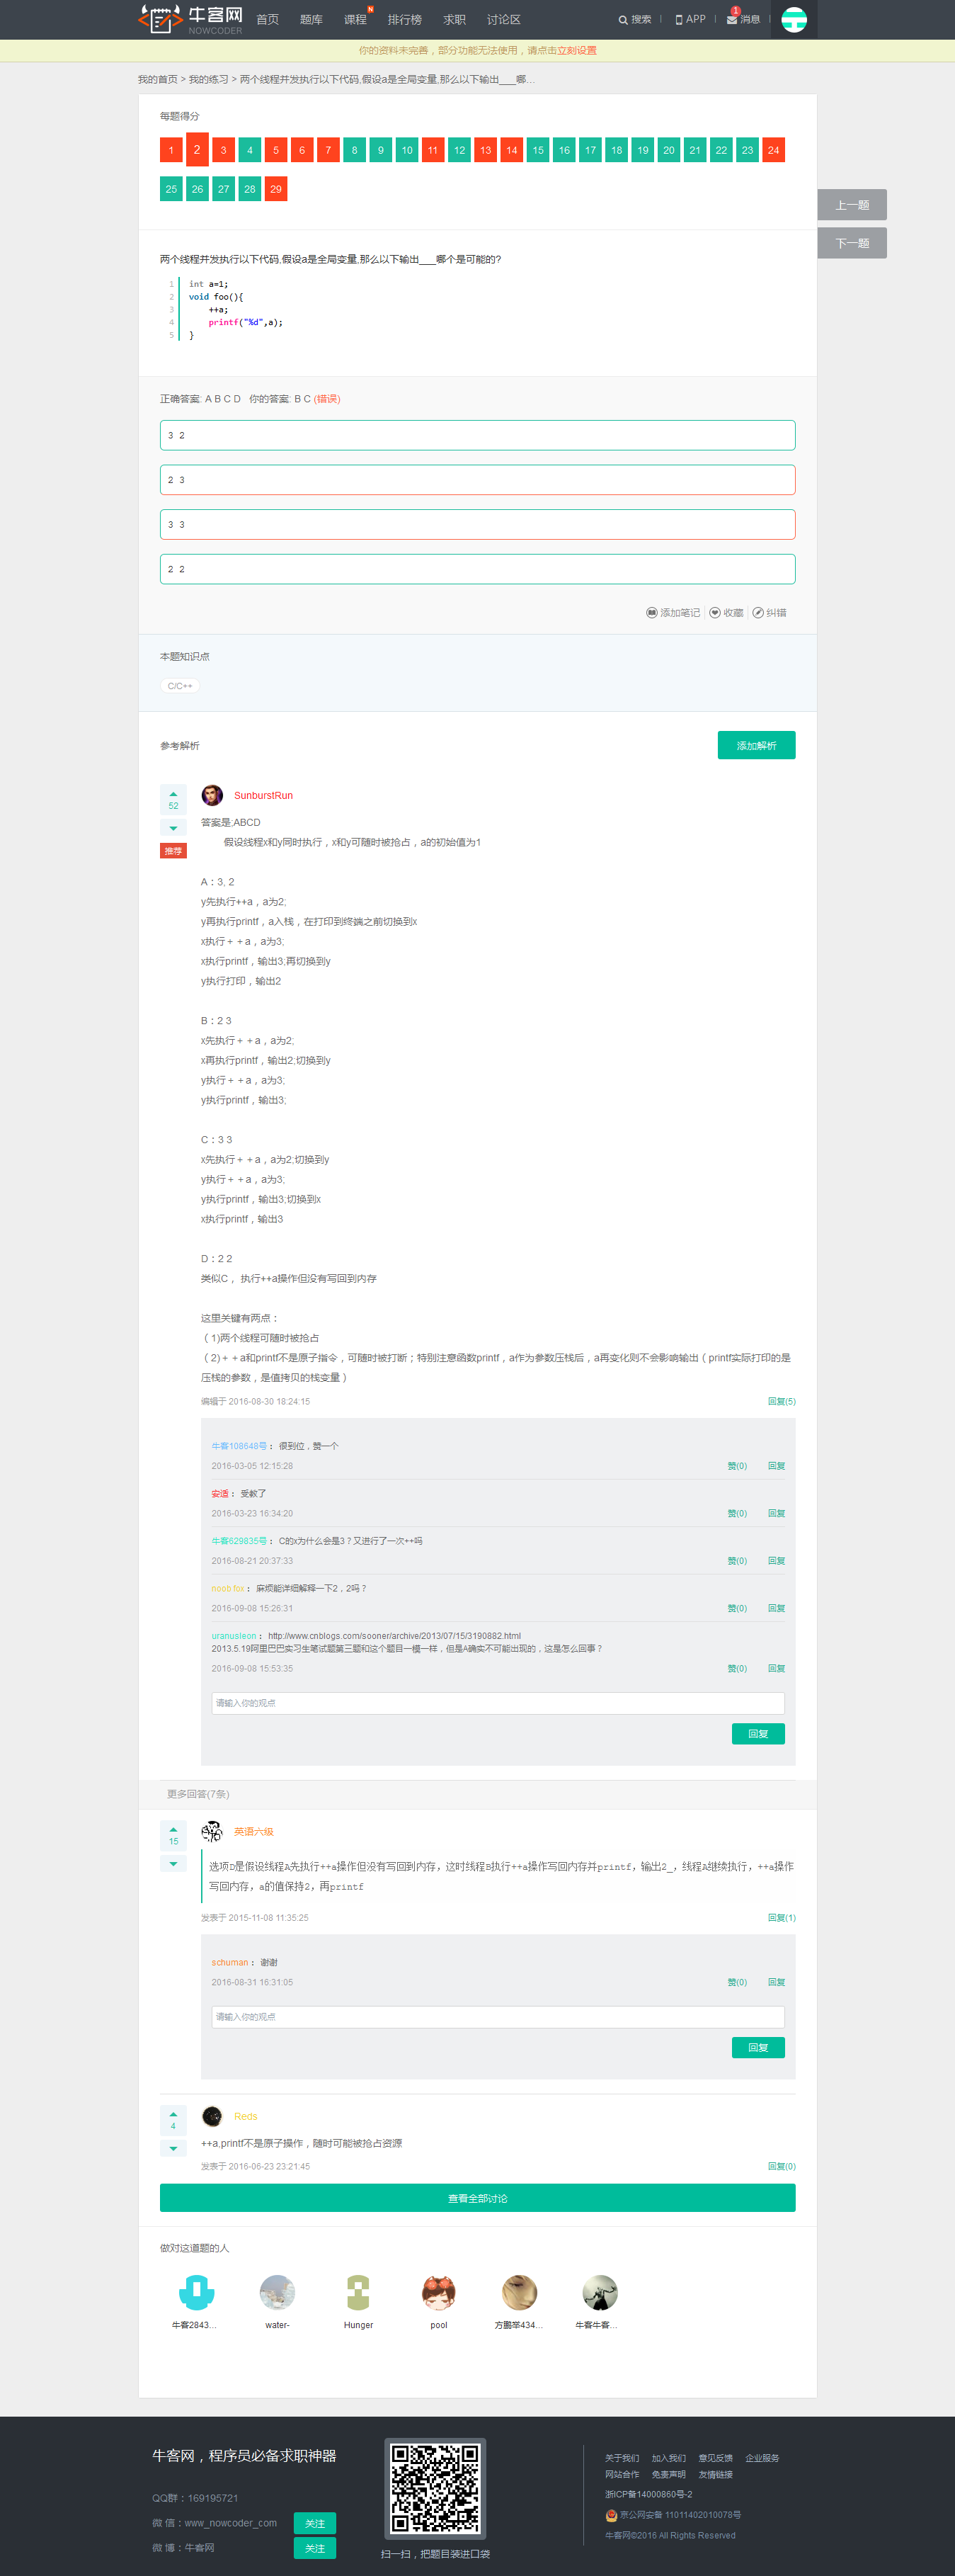 牛客网 NOWCODER 首页 题库 课程 N 排行榜 求职 讨论区 搜索 APP 1 消息
你的资料未完善，部分功能无法使用，请点击立刻设置
我的首页 > 我的练习 > 两个线程并发执行以下代码,假设a是全局变量,那么以下输出___哪...
每题得分
1 2 3 4 5 6 7 8 9 10 11 12 13 14 15 16 17 18 19 20 21 22 23 24
25 26 27 28 29
上一题
下一题
两个线程并发执行以下代码,假设a是全局变量,那么以下输出___哪个是可能的?
1 int a=1;
2 void foo(){
3 ++a;
4 printf("%d",a);
5 }
正确答案: A B C D 你的答案: B C (错误)
3 2
2 3
3 3
2 2
添加笔记 收藏 纠错
本题知识点
C/C++
参考解析 添加解析
52
推荐
SunburstRun
答案是;ABCD
假设线程x和y同时执行，x和y可随时被抢占，a的初始值为1
A：3, 2
y先执行++a，a为2;
y再执行printf，a入栈，在打印到终端之前切换到x
x执行＋＋a，a为3;
x执行printf，输出3;再切换到y
y执行打印，输出2
B：2 3
x先执行＋＋a，a为2;
x再执行printf，输出2;切换到y
y执行＋＋a，a为3;
y执行printf，输出3;
C：3 3
x先执行＋＋a，a为2;切换到y
y执行＋＋a，a为3;
y执行printf，输出3;切换到x
x执行printf，输出3
D：2 2
类似C， 执行++a操作但没有写回到内存
这里关键有两点：
（1)两个线程可随时被抢占
（2)＋＋a和printf不是原子指令，可随时被打断；特别注意函数printf，a作为参数压栈后，a再变化则不会影响输出（printf实际打印的是
压栈的参数，是值拷贝的栈变量）
编辑于 2016-08-30 18:24:15 回复(5)
牛客108648号： 很到位，赞一个
2016-03-05 12:15:28 赞(0) 回复
安适： 受教了
2016-03-23 16:34:20 赞(0) 回复
牛客629835号： C的x为什么会是3？又进行了一次++吗
2016-08-21 20:37:33 赞(0) 回复
noob.fox： 麻烦能详细解释一下2，2吗？
2016-09-08 15:26:31 赞(0) 回复
uranusleon： http://www.cnblogs.com/sooner/archive/2013/07/15/3190882.html
2013.5.19阿里巴巴实习生笔试题第三题和这个题目一模一样，但是A确实不可能出现的，这是怎么回事？
2016-09-08 15:53:35 赞(0) 回复
请输入你的观点
回复
更多回答(7条)
15
英语六级
选项D是假设线程A先执行++a操作但没有写回到内存，这时线程B执行++a操作写回内存并printf，输出2_，线程A继续执行，++a操作
写回内存，a的值保持2，再printf
发表于 2015-11-08 11:35:25 回复(1)
schuman： 谢谢
2016-08-31 16:31:05 赞(0) 回复
请输入你的观点
回复
4
Reds
++a,printf不是原子操作，随时可能被抢占资源
发表于 2016-06-23 23:21:45 回复(0)
查看全部讨论
做对这道题的人
牛客2843... water- Hunger pool 方鹏举434... 牛客牛客...
牛客网，程序员必备求职神器
QQ群：169195721
微 信：www_nowcoder_com 关注
微 博：牛客网 关注
扫一扫，把题目装进口袋
关于我们 加入我们 意见反馈 企业服务
网站合作 免责声明 友情链接
浙ICP备14000860号-2
京公网安备 11011402010078号
牛客网©2016 All Rights Reserved